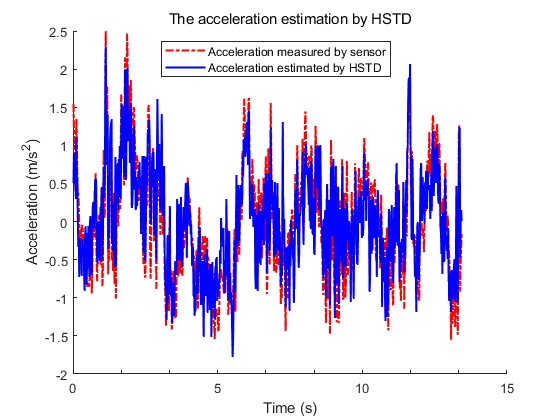 The acceleration estimation by HSTD
Acceleration measured by sensor
Acceleration estimated by HSTD
Acceleration (m/s²)
2.5
2
1.5
1
0.5
0
-0.5
-1
-1.5
-2
0
5
10
15
Time (s)